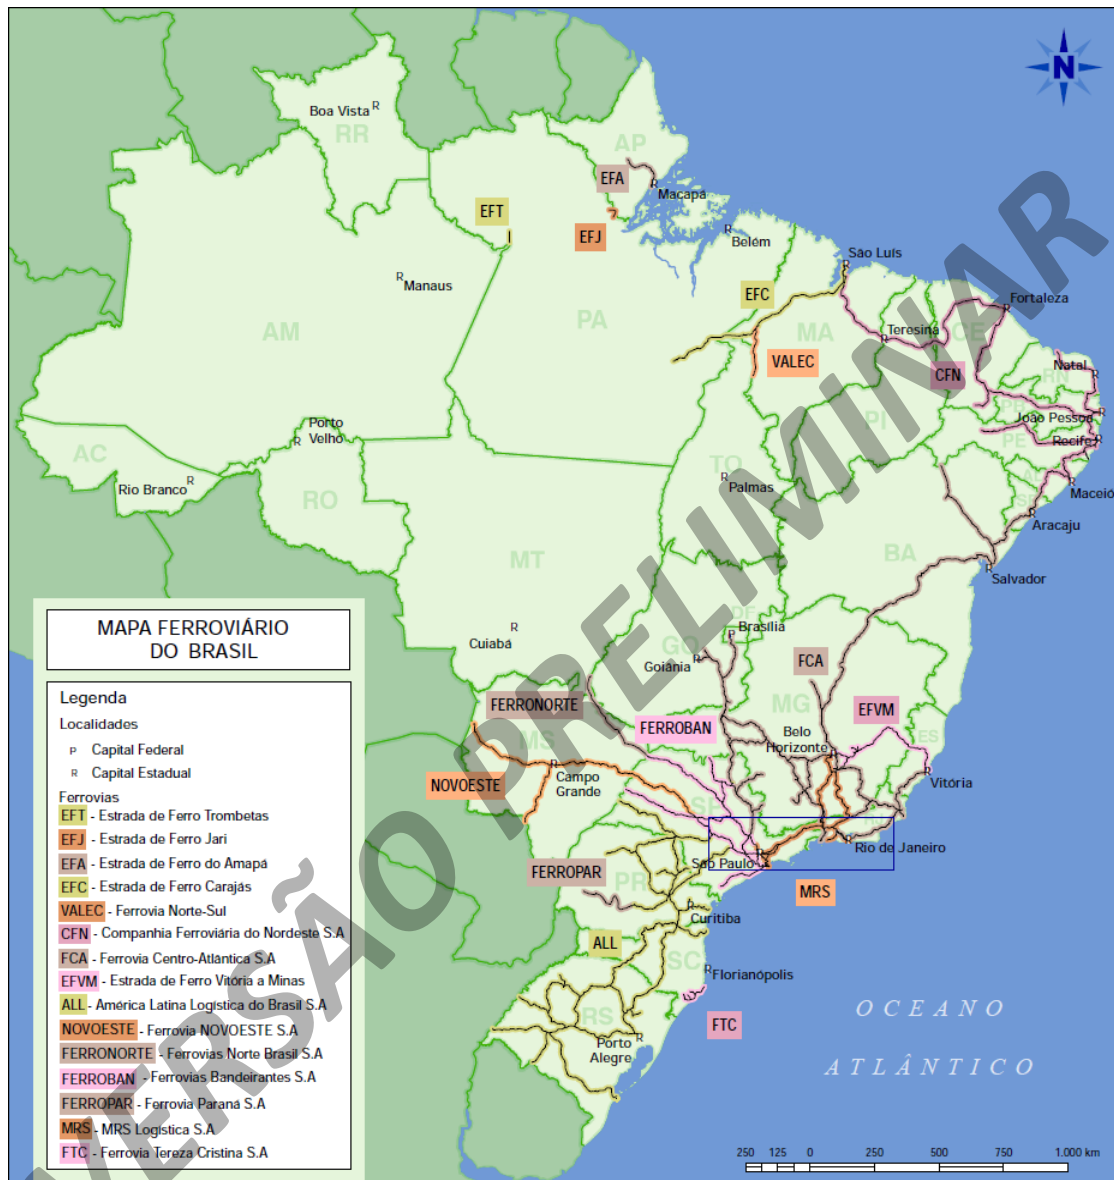 N
Boa Vista R
RR
AP
EFA
R
Macapá
EFT
EFJ
R
Belém
São Luís
R
R
Manaus
EFC
Fortaleza
R
AM
PA
MA
Teresina
R
CE
VALEC
CFN
Natal
R
RN
PB
João Pessoa
R
Porto
Velho
R
PI
PE
Recife
R
AC
Rio Branco R
TO
R
Palmas
AL
R
Maceió
SE
R
Aracaju
RO
MT
BA
R
Salvador
DF
P
Brasília
R
Cuiabá
GO
Goiânia R
FCA
FERRONORTE
FERROBAN
MG
EFVM
MS
Belo
Horizonte R
ES
NOVOESTE
R
Campo
Grande
R
Vitória
SP
RJ
São Paulo R
R
Rio de Janeiro
FERROPAR
PR
MRS
R
Curitiba
ALL
SC
R
Florianópolis
RS
FTC
Porto
Alegre
R
OCEANO
ATLÂNTICO
MAPA FERROVIÁRIO
DO BRASIL
Legenda
Localidades
P Capital Federal
R Capital Estadual
Ferrovias
EFT - Estrada de Ferro Trombetas
EFJ - Estrada de Ferro Jari
EFA - Estrada de Ferro do Amapá
EFC - Estrada de Ferro Carajás
VALEC - Ferrovia Norte-Sul
CFN - Companhia Ferroviária do Nordeste S.A
FCA - Ferrovia Centro-Atlântica S.A
EFVM - Estrada de Ferro Vitória a Minas
ALL - América Latina Logística do Brasil S.A
NOVOESTE - Ferrovia NOVOESTE S.A
FERRONORTE - Ferrovias Norte Brasil S.A
FERROBAN - Ferrovias Bandeirantes S.A
FERROPAR - Ferrovia Paraná S.A
MRS - MRS Logística S.A
FTC - Ferrovia Tereza Cristina S.A
250 125 0 250 500 750 1.000 km
VERSÃO PRELIMINAR